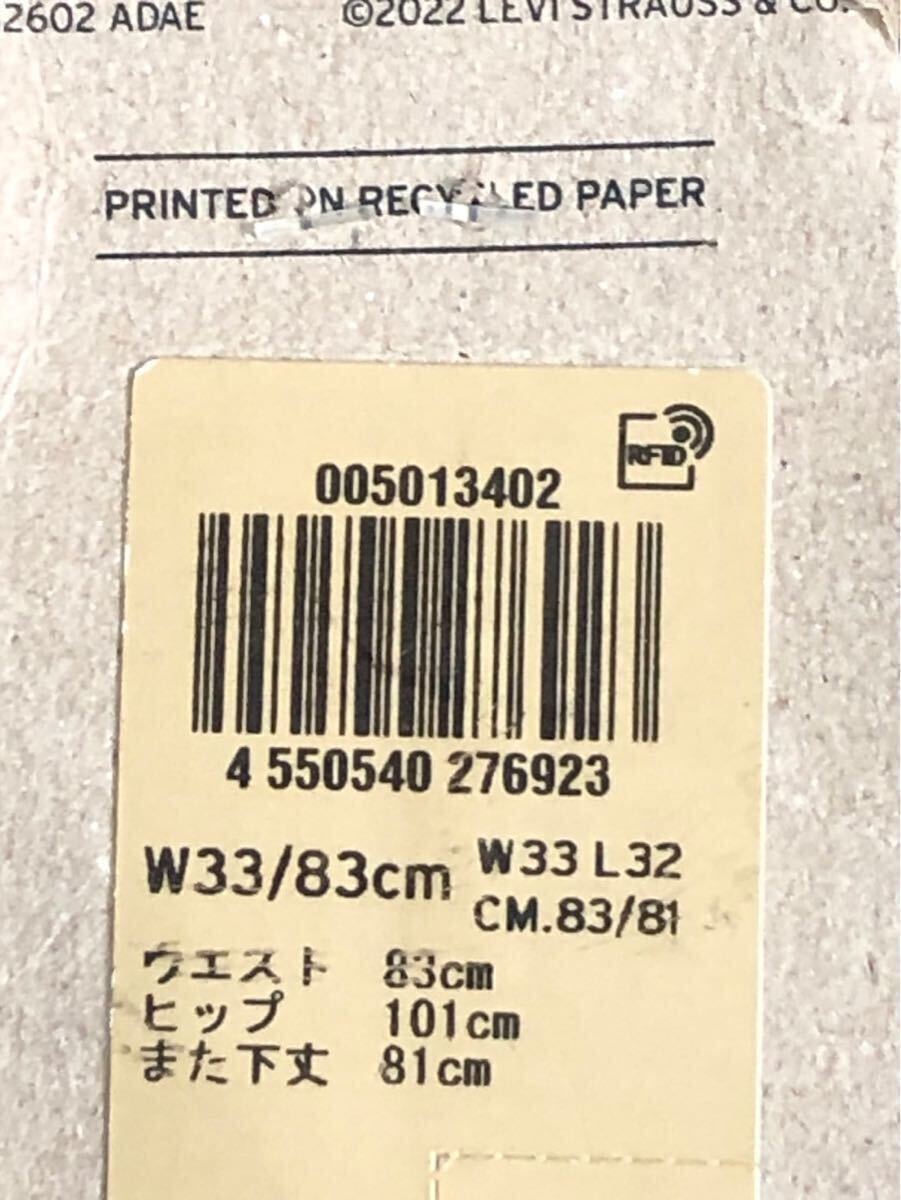 2602 ADAE ©2022 LEVI STRAUSS & CO.
PRINTED ON RECYCLED PAPER
RFID
005013402
4 550540 276923
W33/83cm W33 L32
CM.83/81
ウエスト 83cm
ヒップ 101cm
また下丈 81cm